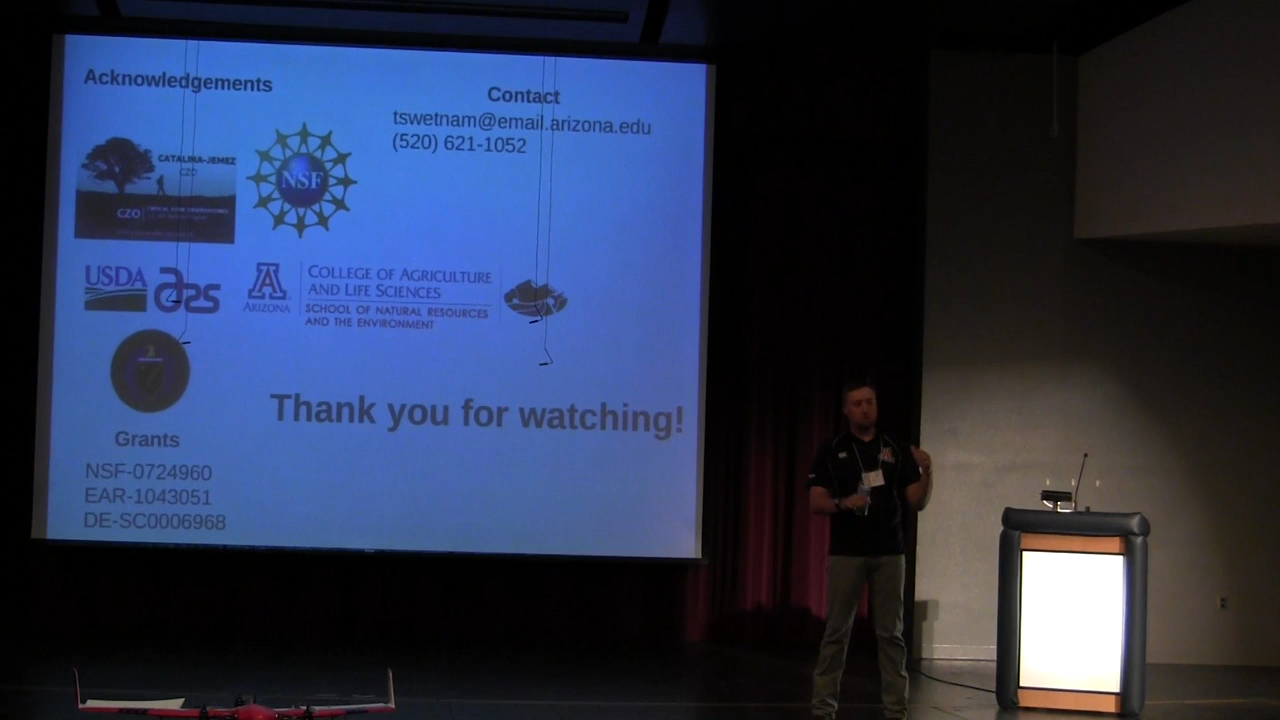 Acknowledgements
Contact
tswetnam@email.arizona.edu
(520) 621-1052
CATALINA-JEMEZ
CZO
CZO
NSF
USDA
ars
A
ARIZONA
COLLEGE OF AGRICULTURE
AND LIFE SCIENCES
SCHOOL OF NATURAL RESOURCES
AND THE ENVIRONMENT
Thank you for watching!
Grants
NSF-0724960
EAR-1043051
DE-SC0006968